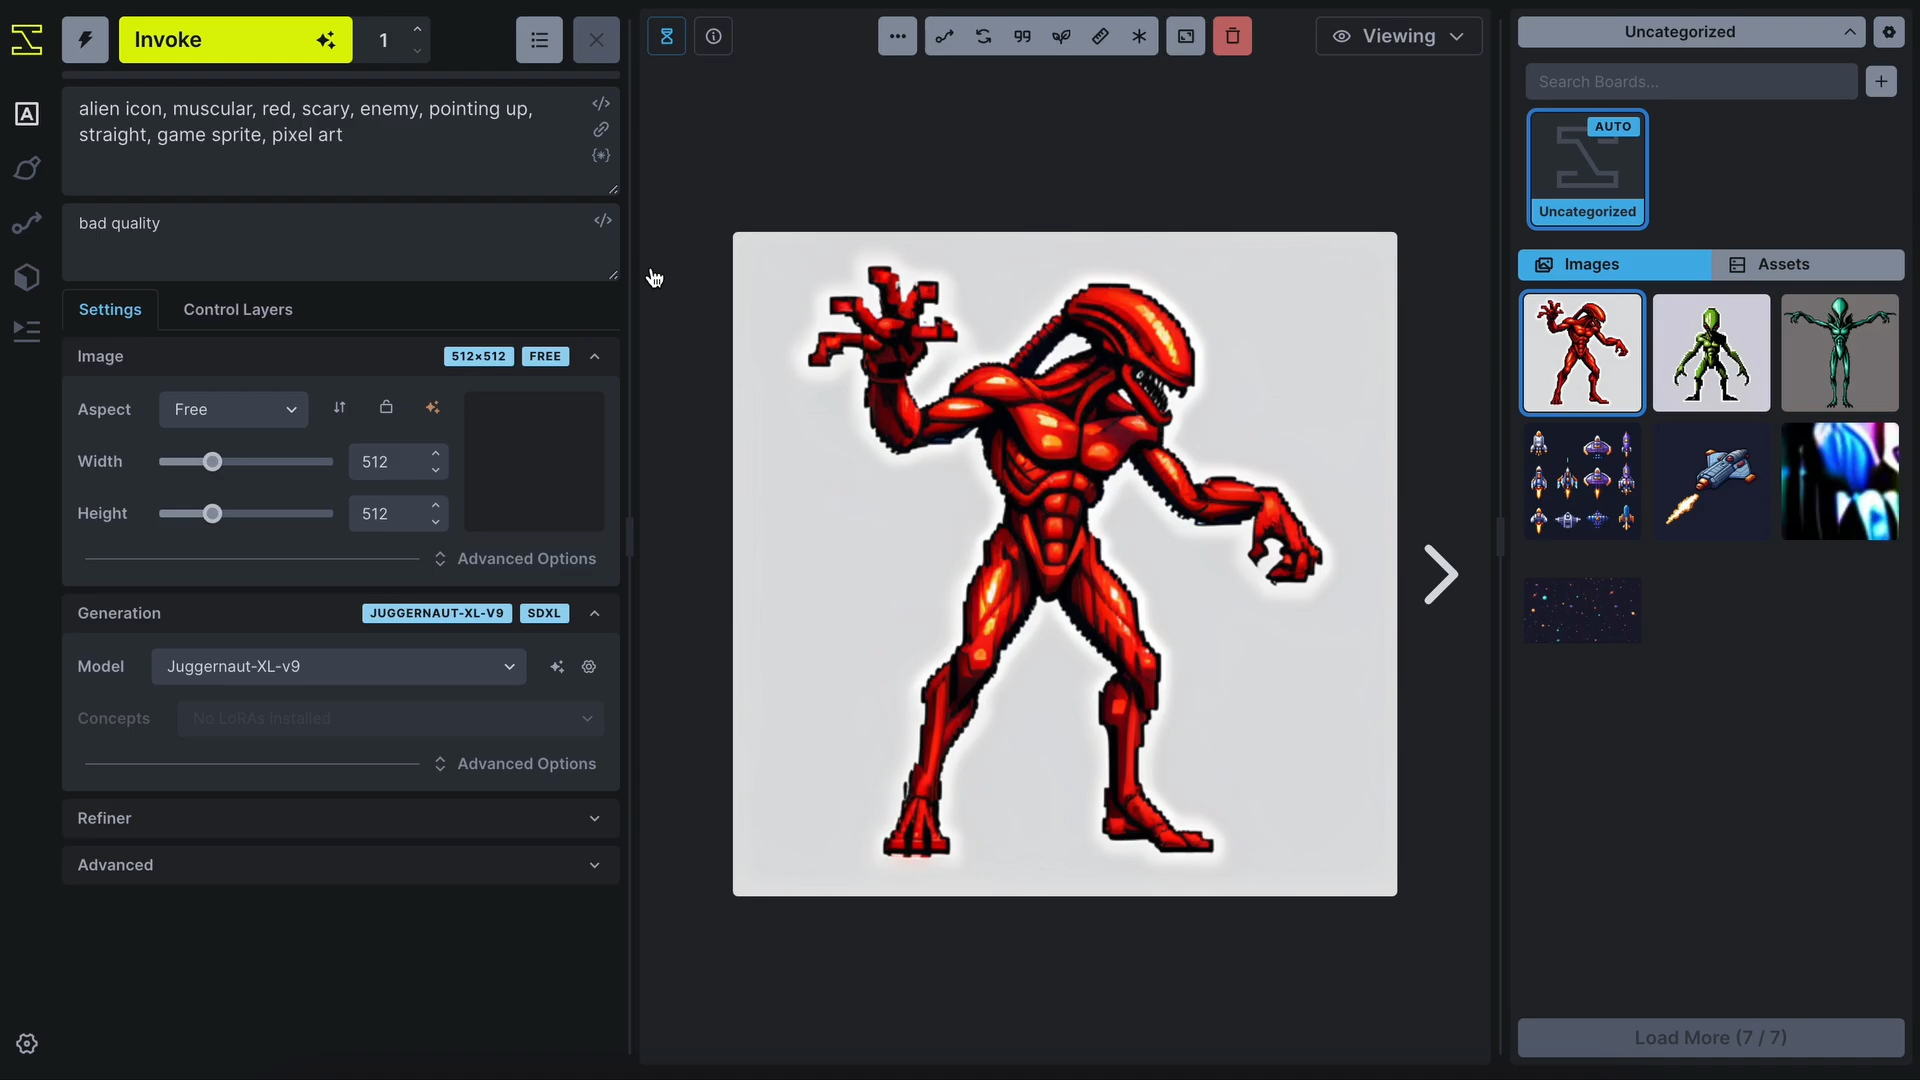 Invoke
1
Viewing
Uncategorized
alien icon, muscular, red, scary, enemy, pointing up,
straight, game sprite, pixel art
bad quality
Search Boards...
AUTO
Uncategorized
Settings
Control Layers
Images
Assets
Image
512×512
FREE
Aspect
Free
Width
512
Height
512
Advanced Options
Generation
JUGGERNAUT-XL-V9
SDXL
Model
Juggernaut-XL-v9
Concepts
No LoRAs Installed
Advanced Options
Refiner
Advanced
Load More (7 / 7)